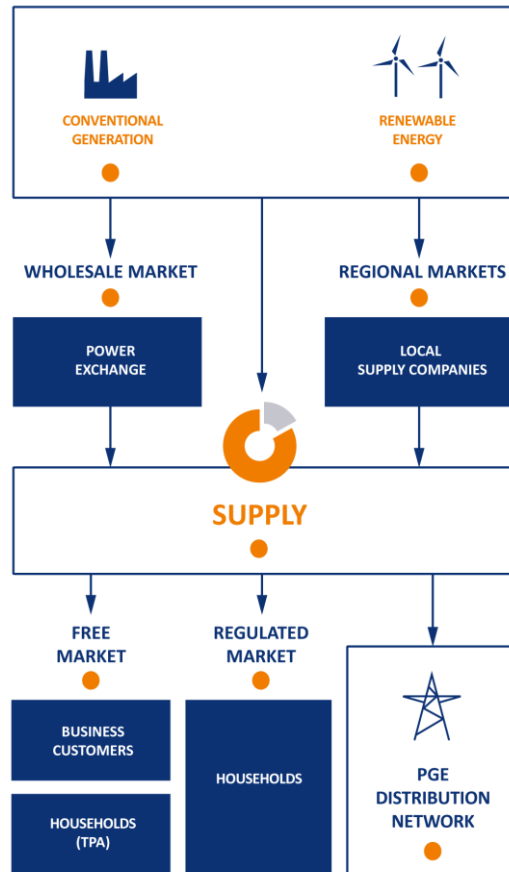 CONVENTIONAL
GENERATION
RENEWABLE
ENERGY
WHOLESALE MARKET
REGIONAL MARKETS
POWER
EXCHANGE
LOCAL
SUPPLY COMPANIES
SUPPLY
FREE
MARKET
REGULATED
MARKET
BUSINESS
CUSTOMERS
HOUSEHOLDS
(TPA)
HOUSEHOLDS
PGE
DISTRIBUTION
NETWORK